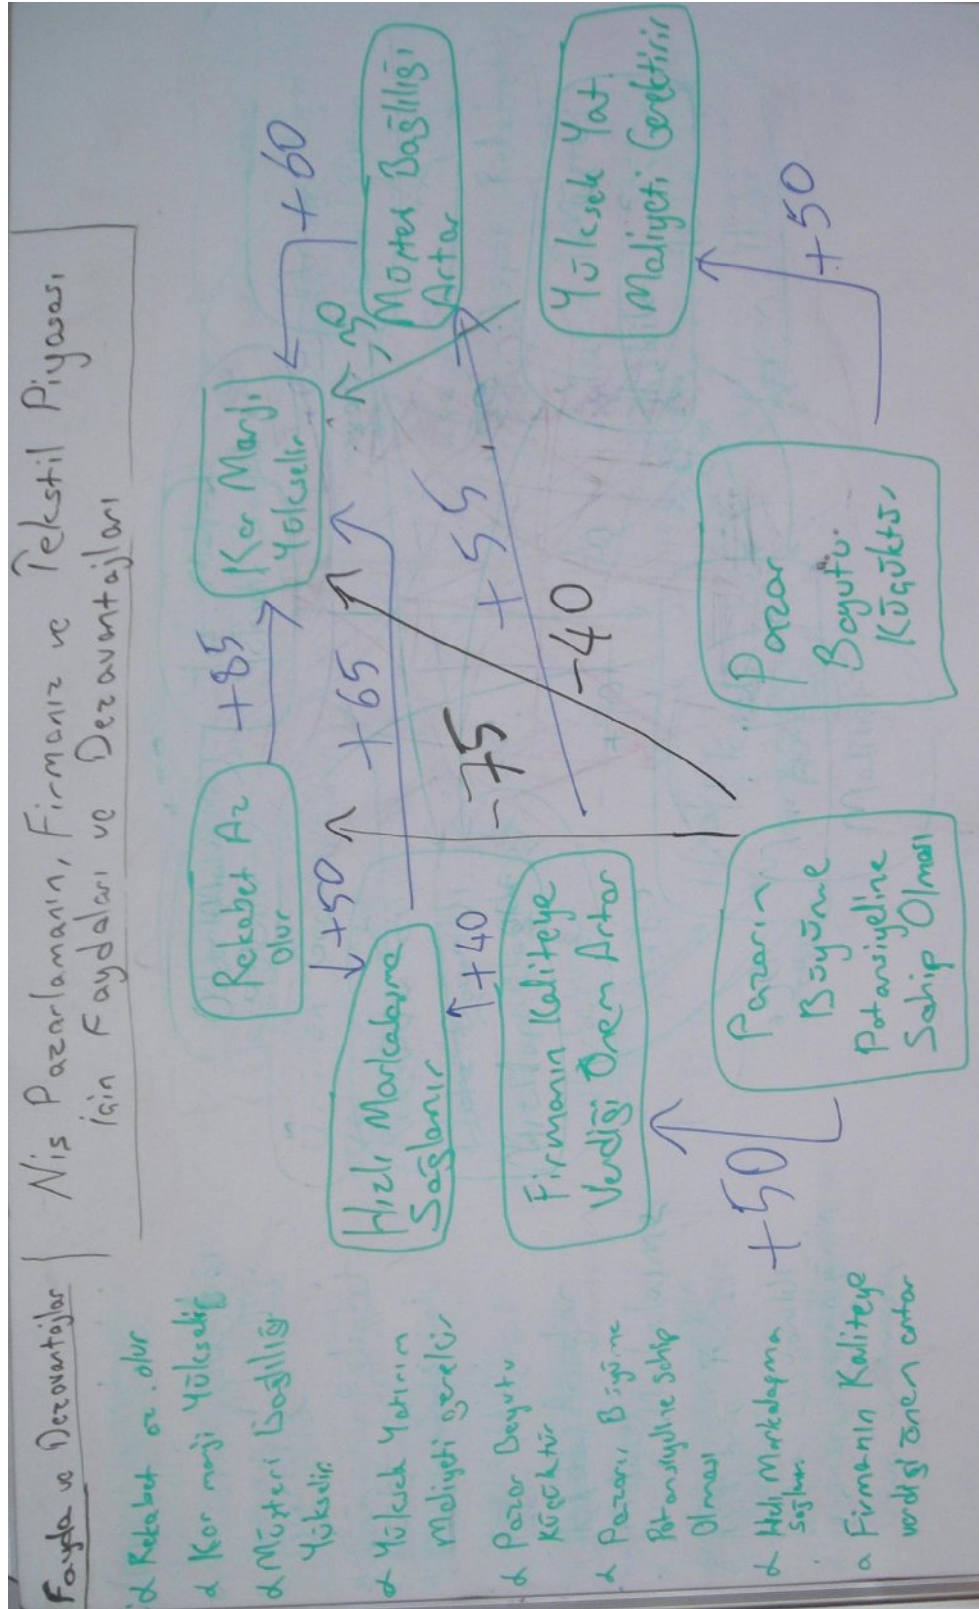 Fayda ve Dezavantajlar
Nis Pazarlamanın, Firmanız ve Tekstil Piyasası
için Faydaları ve Dezavantajları
Rekabet az olur
Kar marji Yükselir
Müşteri Bağlılığı
Yükselir
Yüksek Yatırım
Maliyeti gerekir
Pazar Boyutu
Küçüktür
Pazarın Büyüme
Potansiyeline Sahip
Olması
Hızlı Markalaşma
Sağlanır
Firmanın Kaliteye
verdiği önem artar
Rekabet Az
Olur
+85
Kar Marjı
Yükselir
+60
+50
+65
Hızlı Markalaşma
Sağlanır
Müşteri Bağlılığı
Artar
+40
-75
+55
Firmanın Kaliteye
Verdiği Önem Artar
-40
Yüksek Yat
Maliyeti Gerektirir
+50
Pazarın
Büyüme
Potansiyeline
Sahip Olması
Pazar
Boyutu
Küçüktür
+50